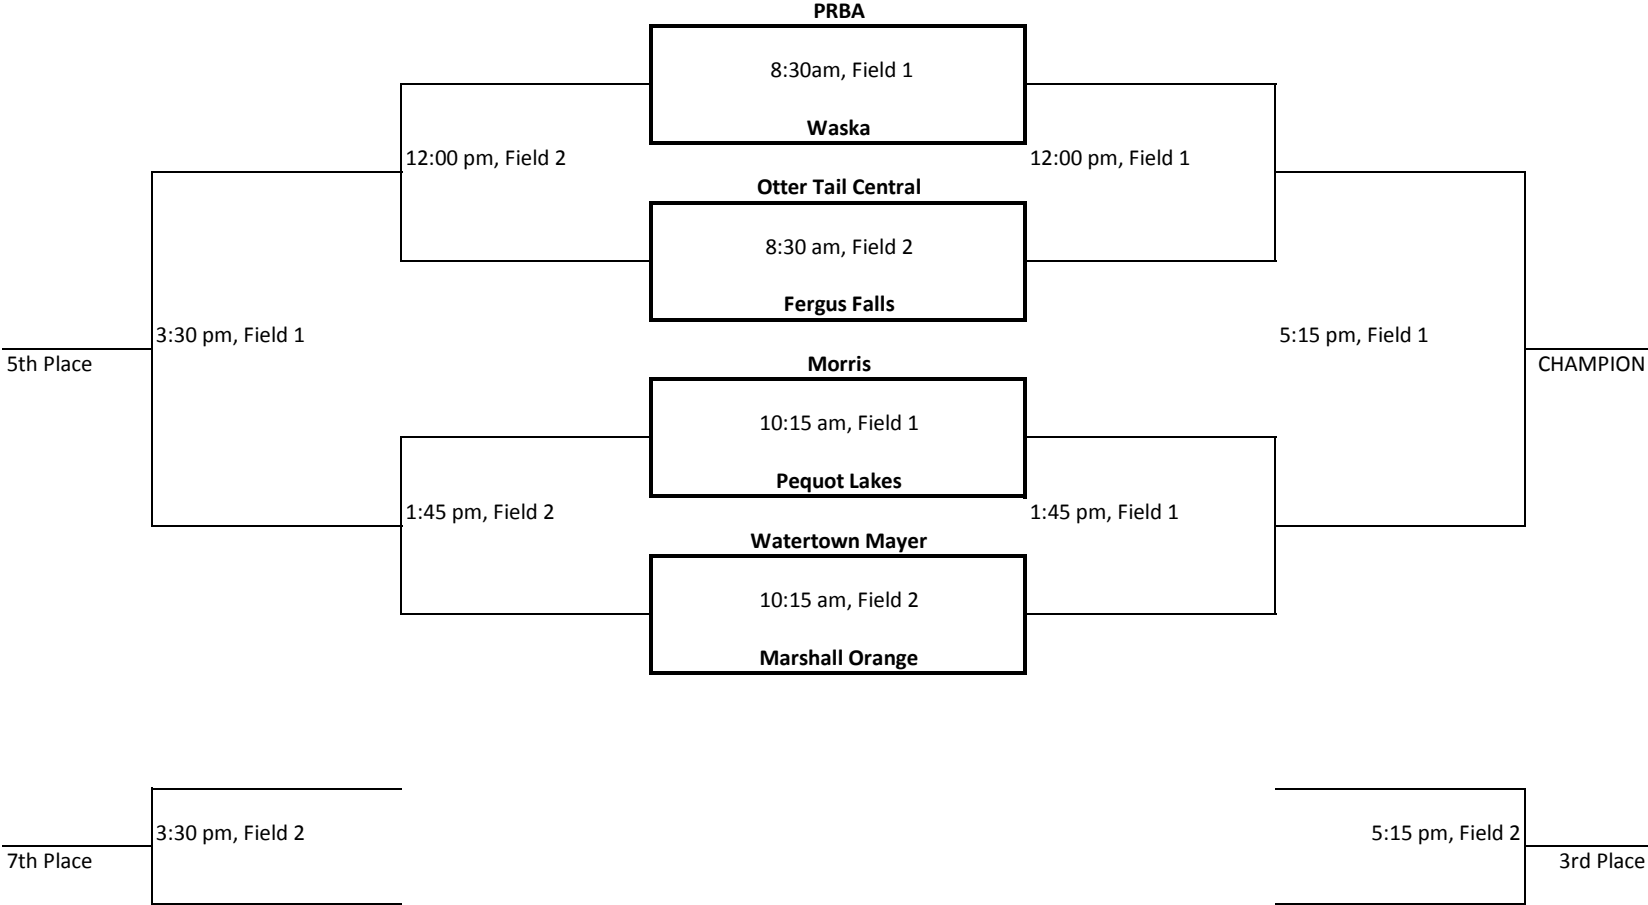 PRBA
8:30am, Field 1
Waska
12:00 pm, Field 2
12:00 pm, Field 1
Otter Tail Central
8:30 am, Field 2
Fergus Falls
3:30 pm, Field 1
5:15 pm, Field 1
5th Place
Morris
CHAMPION
10:15 am, Field 1
Pequot Lakes
1:45 pm, Field 2
1:45 pm, Field 1
Watertown Mayer
10:15 am, Field 2
Marshall Orange
3:30 pm, Field 2
5:15 pm, Field 2
7th Place
3rd Place